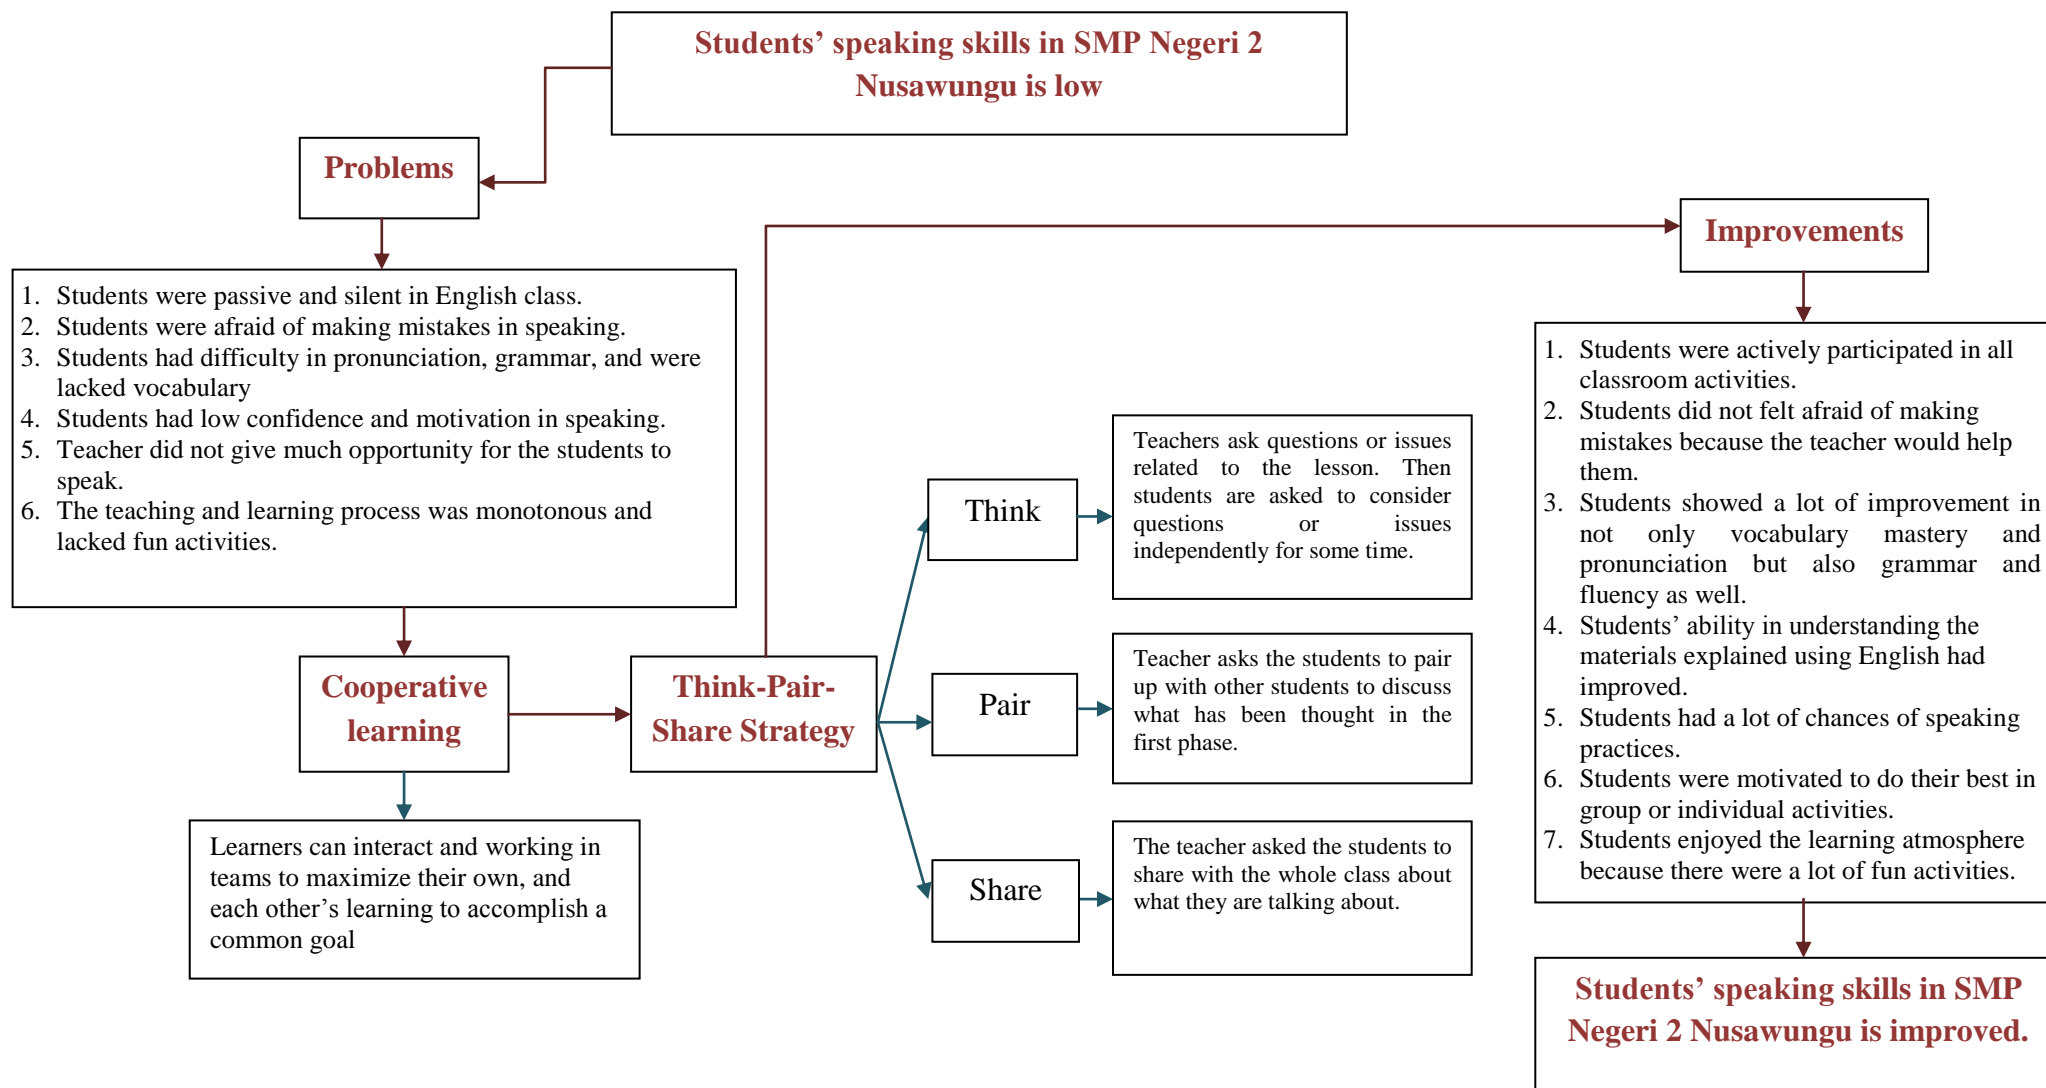 Students’ speaking skills in SMP Negeri 2
Nusawungu is low
Problems
1. Students were passive and silent in English class.
2. Students were afraid of making mistakes in speaking.
3. Students had difficulty in pronunciation, grammar, and were
lacked vocabulary
4. Students had low confidence and motivation in speaking.
5. Teacher did not give much opportunity for the students to
speak.
6. The teaching and learning process was monotonous and
lacked fun activities.
Cooperative
learning
Learners can interact and working in
teams to maximize their own, and
each other’s learning to accomplish a
common goal
Think-Pair-
Share Strategy
Think
Teachers ask questions or issues
related to the lesson. Then
students are asked to consider
questions or issues
independently for some time.
Pair
Teacher asks the students to pair
up with other students to discuss
what has been thought in the
first phase.
Share
The teacher asked the students to
share with the whole class about
what they are talking about.
Improvements
1. Students were actively participated in all
classroom activities.
2. Students did not felt afraid of making
mistakes because the teacher would help
them.
3. Students showed a lot of improvement in
not only vocabulary mastery and
pronunciation but also grammar and
fluency as well.
4. Students’ ability in understanding the
materials explained using English had
improved.
5. Students had a lot of chances of speaking
practices.
6. Students were motivated to do their best in
group or individual activities.
7. Students enjoyed the learning atmosphere
because there were a lot of fun activities.
Students’ speaking skills in SMP
Negeri 2 Nusawungu is improved.